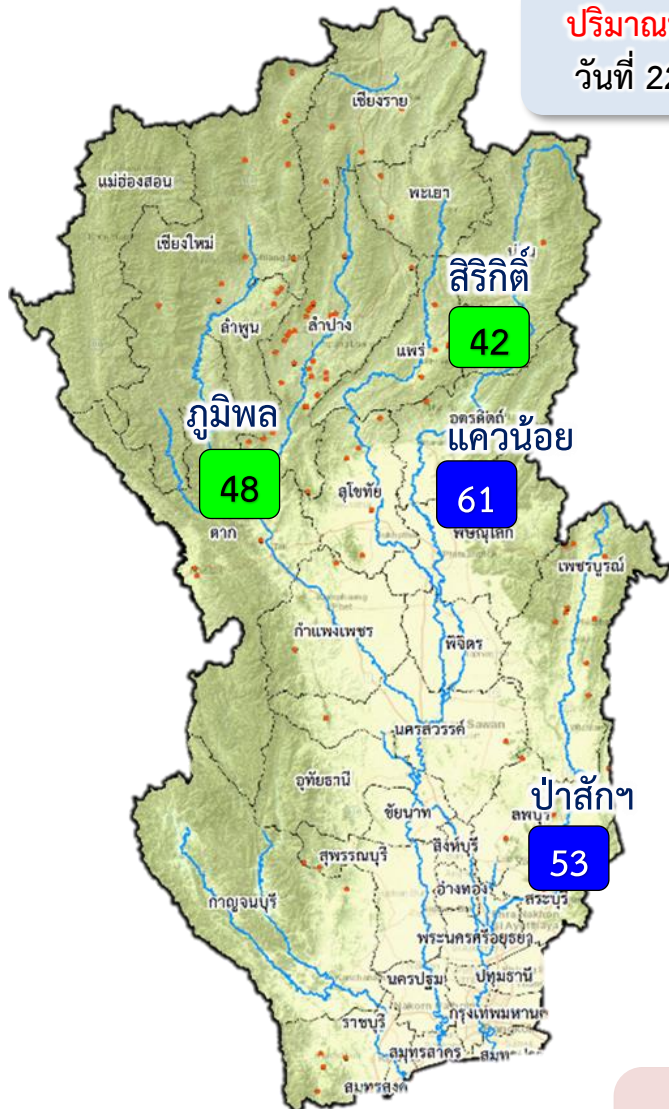 ปริมาณ
วันที่ 22
เชียงราย
แม่ฮ่องสอน
พะเยา
เชียงใหม่
น่าน
สิริกิติ์
42
ลำพูน
ลำปาง
แพร่
ภูมิพล
48
อุตรดิตถ์
แควน้อย
61
สุโขทัย
ตาก
พิษณุโลก
เพชรบูรณ์
กำแพงเพชร
พิจิตร
นครสวรรค์
Sawan
อุทัยธานี
ป่าสักฯ
53
ชัยนาท
ลพบุรี
สิงห์บุรี
สุพรรณบุรี
อ่างทอง
สระบุรี
กาญจนบุรี
พระนครศรีอยุธยา
นครปฐม
ปทุมธานี
ราชบุรี
กรุงเทพมหานค
สมุทรสาคร
สมุทรสงค